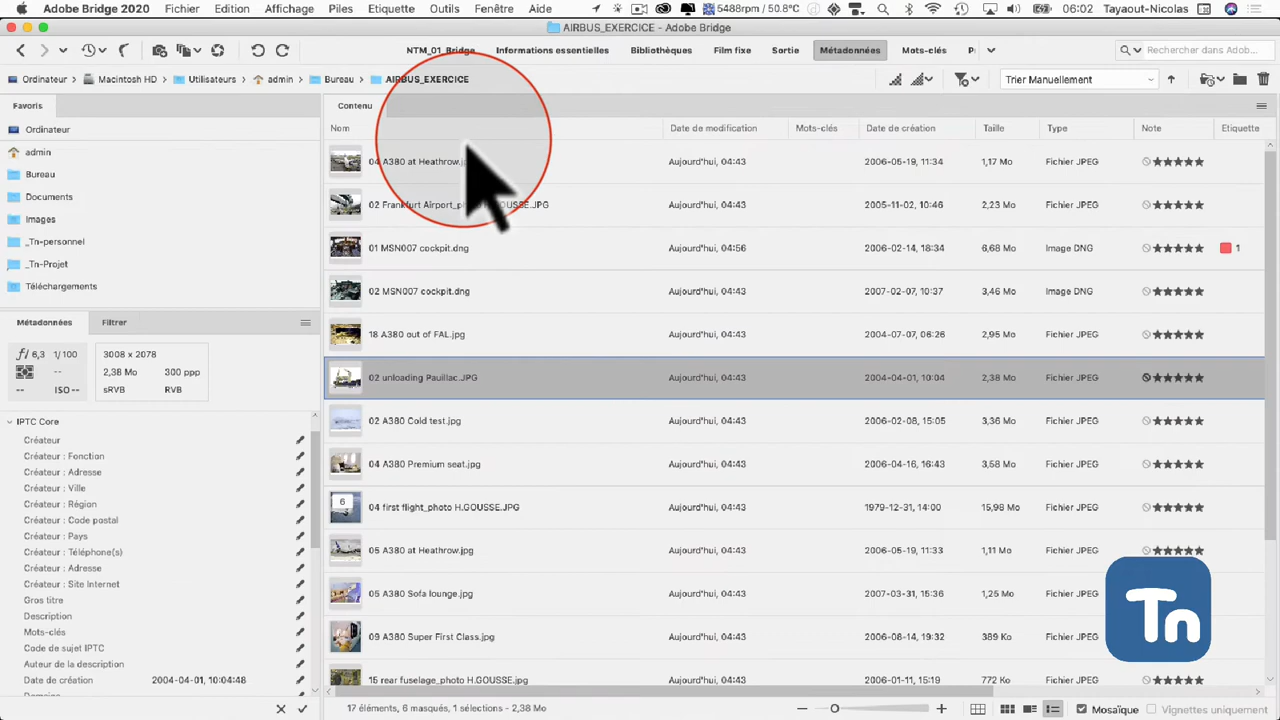 Adobe Bridge 2020 Fichier Edition Affichage Piles Etiquette Outils Fenêtre Aide 5488rpm / 50.8°C 06:02 Tayaout-Nicolas
AIRBUS_EXERCICE - Adobe Bridge
NTM_01_Bridge Informations essentielles Bibliothèques Film fixe Sortie Métadonnées Mots-clés Rechercher dans Adob...
Ordinateur Macintosh HD Utilisateurs admin Bureau AIRBUS_EXERCICE Trier Manuellement
Favoris
Ordinateur
admin
Bureau
Documents
Images
_Tn-personnel
_Tn-Projet
Téléchargements
Métadonnées Filtrer
f/ 6,3 1/100
-- ISO--
3008 x 2078
2,38 Mo 300 ppp
sRVB RVB
IPTC Core
Créateur
Créateur : Fonction
Créateur : Adresse
Créateur : Ville
Créateur : Région
Créateur : Code postal
Créateur : Pays
Créateur : Téléphone(s)
Créateur : Adresse
Créateur : Site Internet
Gros titre
Description
Mots-clés
Code de sujet IPTC
Auteur de la description
Date de création 2004-04-01, 10:04:48
Contenu
Nom Date de modification Mots-clés Date de création Taille Type Note Etiquette
04 A380 at Heathrow.jpg Aujourd'hui, 04:43 2006-05-19, 11:34 1,17 Mo Fichier JPEG ★★★★★
02 Frankfurt Airport_photo H.GOUSSE.JPG Aujourd'hui, 04:43 2005-11-02, 10:46 2,23 Mo Fichier JPEG ★★★★★
01 MSN007 cockpit.dng Aujourd'hui, 04:56 2006-02-14, 18:34 6,68 Mo Image DNG ★★★★★ 1
02 MSN007 cockpit.dng Aujourd'hui, 04:43 2007-02-07, 10:37 3,46 Mo Image DNG ★★★★★
18 A380 out of FAL.jpg Aujourd'hui, 04:43 2004-07-07, 06:26 2,95 Mo Fichier JPEG ★★★★★
02 unloading Pauillac.JPG Aujourd'hui, 04:43 2004-04-01, 10:04 2,38 Mo Fichier JPEG ★★★★★
02 A380 Cold test.jpg Aujourd'hui, 04:43 2006-02-08, 15:05 3,36 Mo Fichier JPEG ★★★★★
04 A380 Premium seat.jpg Aujourd'hui, 04:43 2006-04-16, 16:43 3,58 Mo Fichier JPEG ★★★★★
6 04 first flight_photo H.GOUSSE.JPG Aujourd'hui, 04:43 1979-12-31, 14:00 15,98 Mo Fichier JPEG ★★★★★
05 A380 at Heathrow.jpg Aujourd'hui, 04:43 2006-05-19, 11:33 1,11 Mo Fichier JPEG ★★★★★
05 A380 Sofa lounge.jpg Aujourd'hui, 04:43 2007-03-31, 15:36 1,25 Mo Fichier JPEG
09 A380 Super First Class.jpg Aujourd'hui, 04:43 2006-08-14, 19:32 389 Ko Fichier JPEG
15 rear fuselage_photo H.GOUSSE.JPG Aujourd'hui, 04:43 2006-01-11, 15:19 772 Ko Fichier JPEG ★★★★★
Tn
17 éléments, 6 masqués, 1 sélections - 2,38 Mo Mosaïque Vignettes uniquement